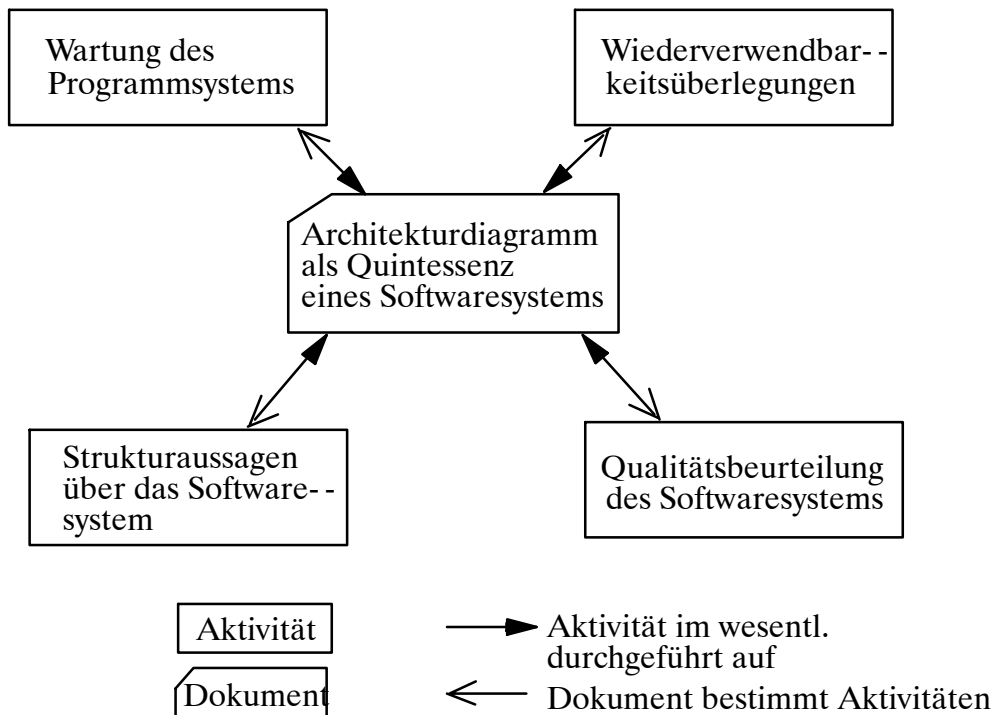 Wartung des
Programmsystems
Wiederverwendbar--
keitsüberlegungen
Architekturdiagramm
als Quintessenz
eines Softwaresystems
Strukturaussagen
über das Software--
system
Qualitätsbeurteilung
des Softwaresystems
Aktivität
Aktivität im wesentl.
durchgeführt auf
Dokument
Dokument bestimmt Aktivitäten